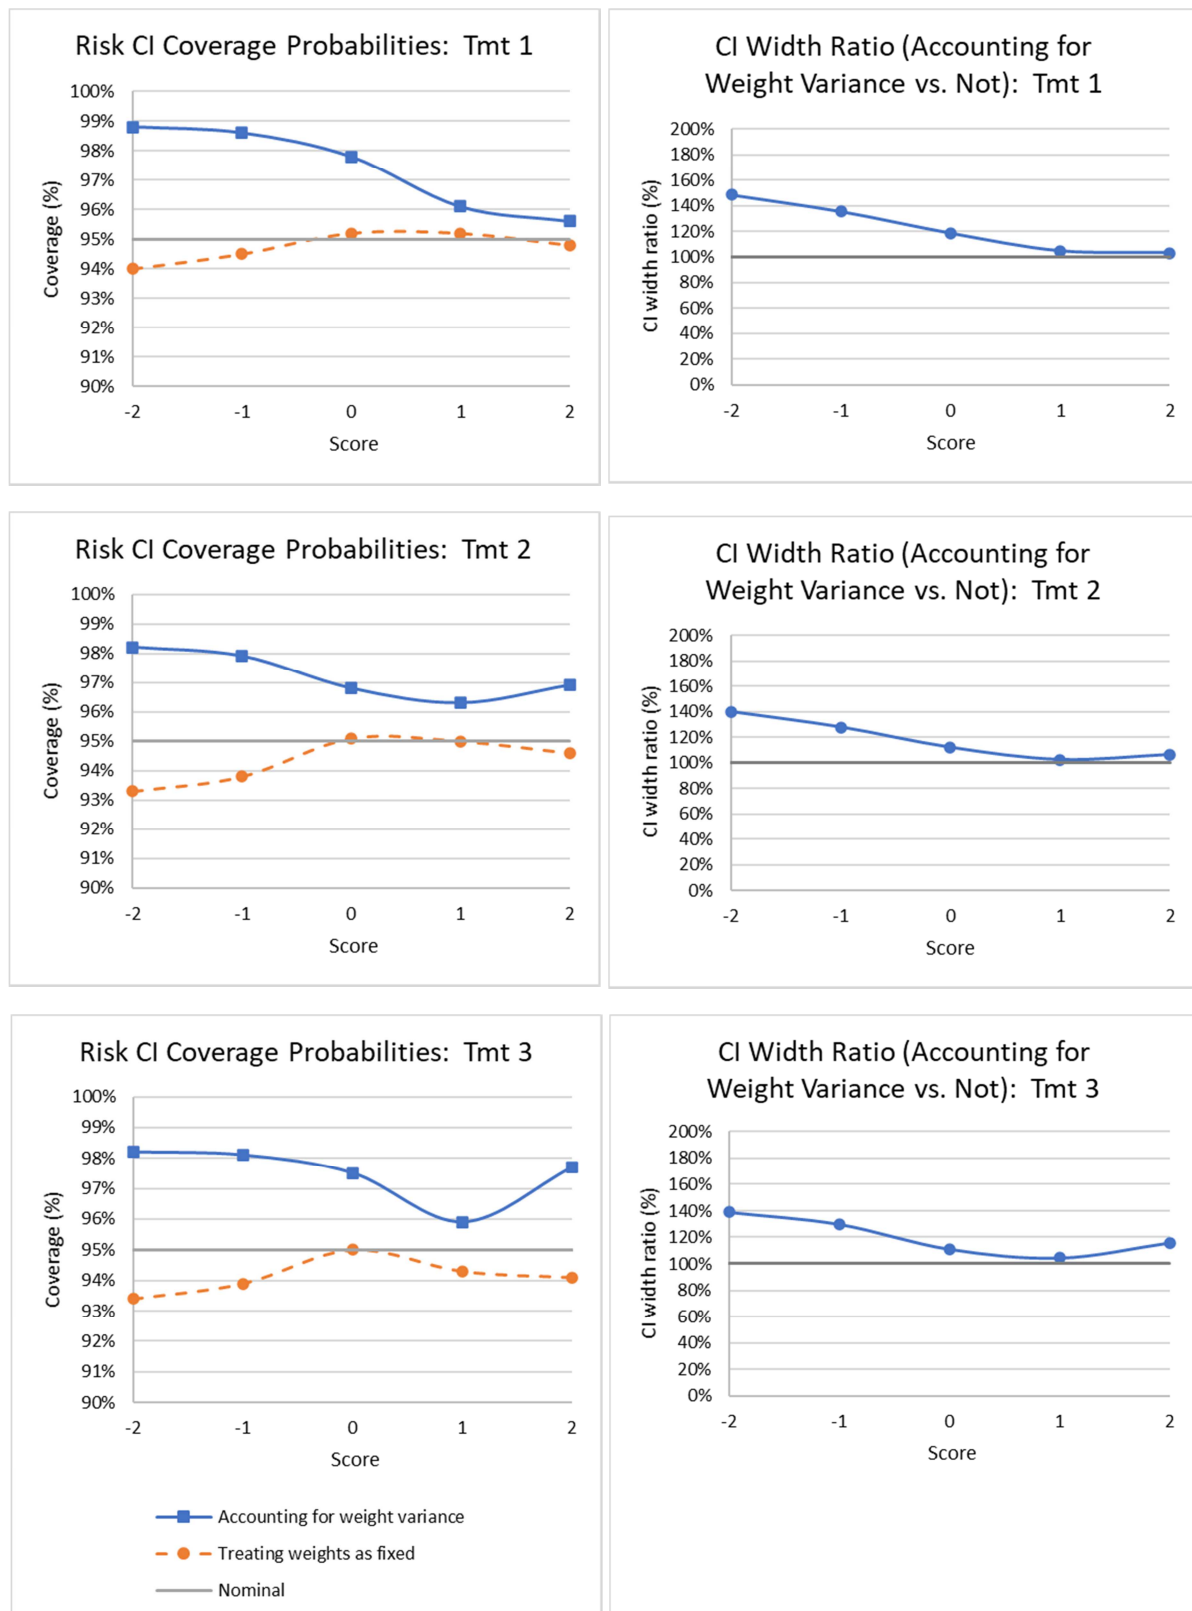 Risk CI Coverage Probabilities: Tmt 1
100%
99%
98%
97%
96%
95%
94%
93%
92%
91%
90%
Coverage (%)
-2 -1 0 1 2
Score
CI Width Ratio (Accounting for
Weight Variance vs. Not): Tmt 1
200%
180%
160%
140%
120%
100%
80%
60%
40%
20%
0%
CI width ratio (%)
-2 -1 0 1 2
Score
Risk CI Coverage Probabilities: Tmt 2
100%
99%
98%
97%
96%
95%
94%
93%
92%
91%
90%
Coverage (%)
-2 -1 0 1 2
Score
CI Width Ratio (Accounting for
Weight Variance vs. Not): Tmt 2
200%
180%
160%
140%
120%
100%
80%
60%
40%
20%
0%
CI width ratio (%)
-2 -1 0 1 2
Score
Risk CI Coverage Probabilities: Tmt 3
100%
99%
98%
97%
96%
95%
94%
93%
92%
91%
90%
Coverage (%)
-2 -1 0 1 2
Score
Accounting for weight variance
Treating weights as fixed
Nominal
CI Width Ratio (Accounting for
Weight Variance vs. Not): Tmt 3
200%
180%
160%
140%
120%
100%
80%
60%
40%
20%
0%
CI width ratio (%)
-2 -1 0 1 2
Score